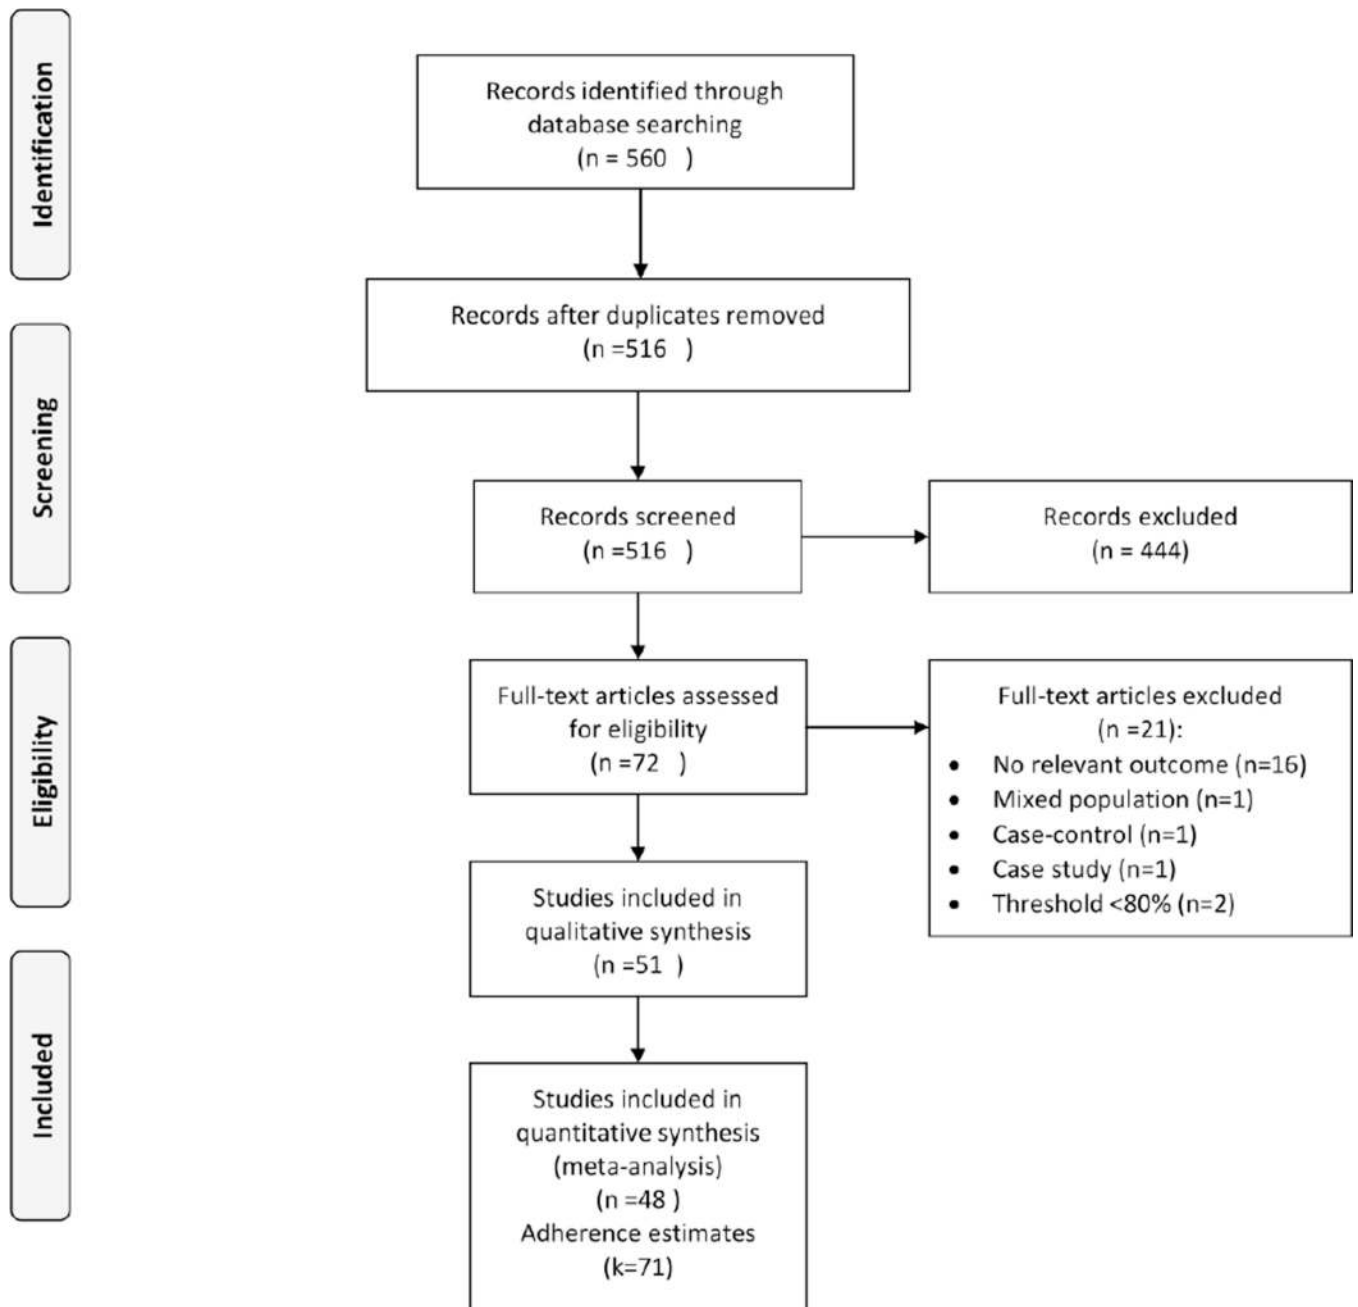 Identification
Records identified through
database searching
(n = 560   )
Records after duplicates removed
(n =516   )
Screening
Records screened
(n =516   )
Records excluded
(n = 444)
Eligibility
Full-text articles assessed
for eligibility
(n =72   )
Full-text articles excluded
(n =21):
• No relevant outcome (n=16)
• Mixed population (n=1)
• Case-control (n=1)
• Case study (n=1)
• Threshold <80% (n=2)
Studies included in
qualitative synthesis
(n =51  )
Included
Studies included in
quantitative synthesis
(meta-analysis)
(n =48 )
Adherence estimates
(k=71)